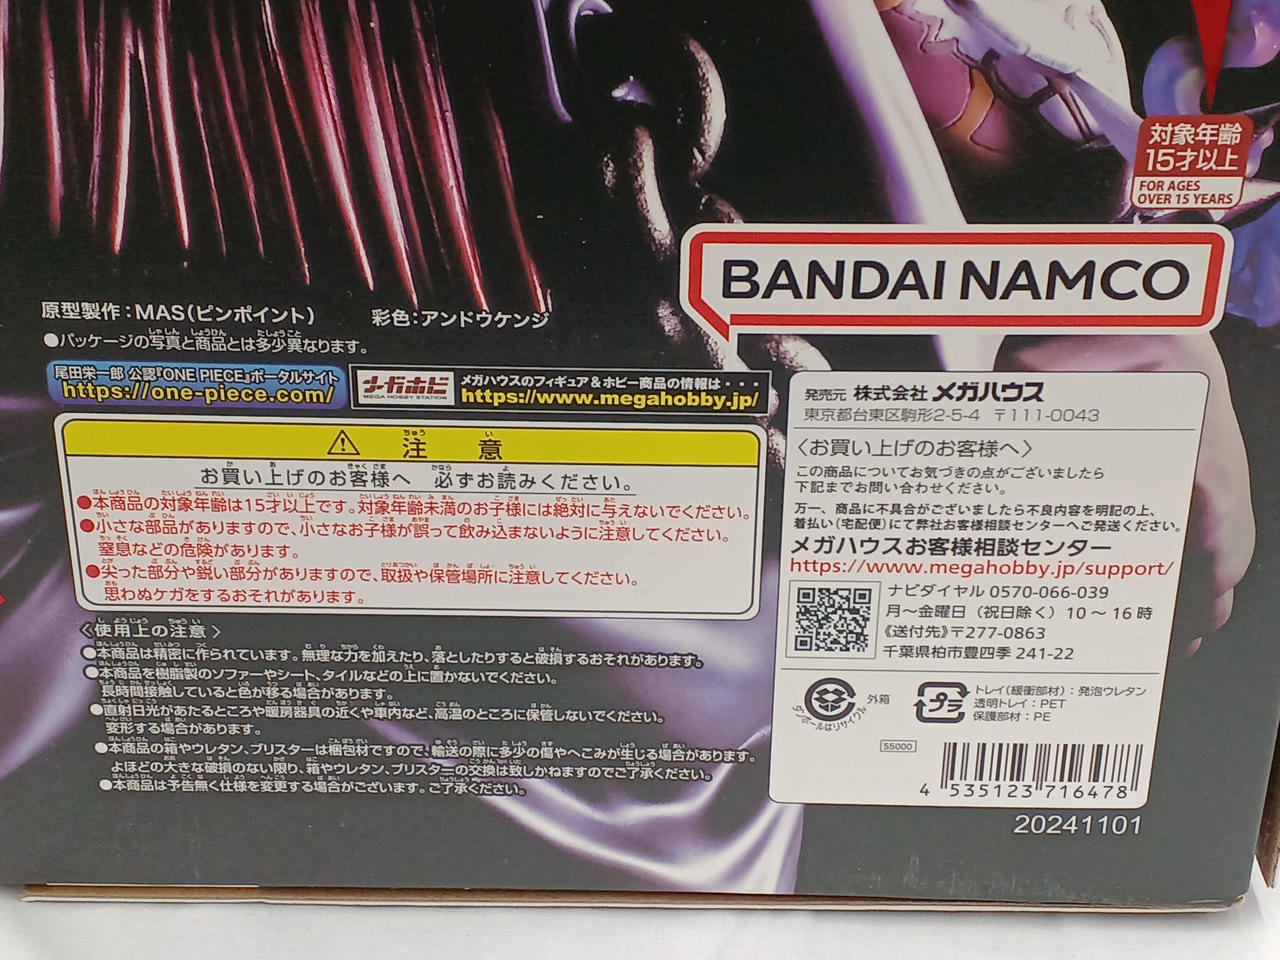 対象年齢
15才以上
FOR AGES
OVER 15 YEARS
BANDAI NAMCO
原型製作：MAS(ピンポイント)　彩色：アンドウケンジ
●パッケージの写真と商品とは多少異なります。
尾田栄一郎 公認『ONE PIECE』ポータルサイト
https://one-piece.com/
メガホビ
MEGA HOBBY STATION
メガハウスのフィギュア＆ホビー商品の情報は・・・
https://www.megahobby.jp/
注意
お買い上げのお客様へ　必ずお読みください。
●本商品の対象年齢は15才以上です。対象年齢未満のお子様には絶対に与えないでください。
●小さな部品がありますので、小さなお子様が誤って飲み込まないように注意してください。
窒息などの危険があります。
●尖った部分や鋭い部分がありますので、取扱や保管場所に注意してください。
思わぬケガをするおそれがあります。
〈使用上の注意〉
●本商品は精密に作られています。無理な力を加えたり、落としたりすると破損するおそれがあります。
●本商品を樹脂製のソファーやシート、タイルなどの上に置かないでください。
長時間接触していると色が移る場合があります。
●直射日光があたるところや暖房器具の近くや車内など、高温のところに保管しないでください。
変形する場合があります。
●本商品の箱やウレタン、ブリスターは梱包材ですので、輸送の際に多少の傷やへこみが生じる場合があります。
よほどの大きな破損のない限り、箱やウレタン、ブリスターの交換は致しかねますのでご了承ください。
●本商品は予告無く仕様を変更する場合がございます。ご了承ください。
発売元 株式会社 メガハウス
東京都台東区駒形2-5-4　〒111-0043
〈お買い上げのお客様へ〉
この商品についてお気づきの点がございましたら
下記までお問い合わせください。
万一、商品に不具合がございましたら不良内容を明記の上、
着払い(宅配便)にて弊社お客様相談センターへご発送ください。
メガハウスお客様相談センター
https://www.megahobby.jp/support/
ナビダイヤル 0570-066-039
月～金曜日（祝日除く）10～16時
《送付先》〒277-0863
千葉県柏市豊四季 241-22
ダンボールはリサイクル
外箱
プラ
トレイ(緩衝部材)：発泡ウレタン
透明トレイ：PET
保護部材：PE
55000
4 535123 716478
20241101